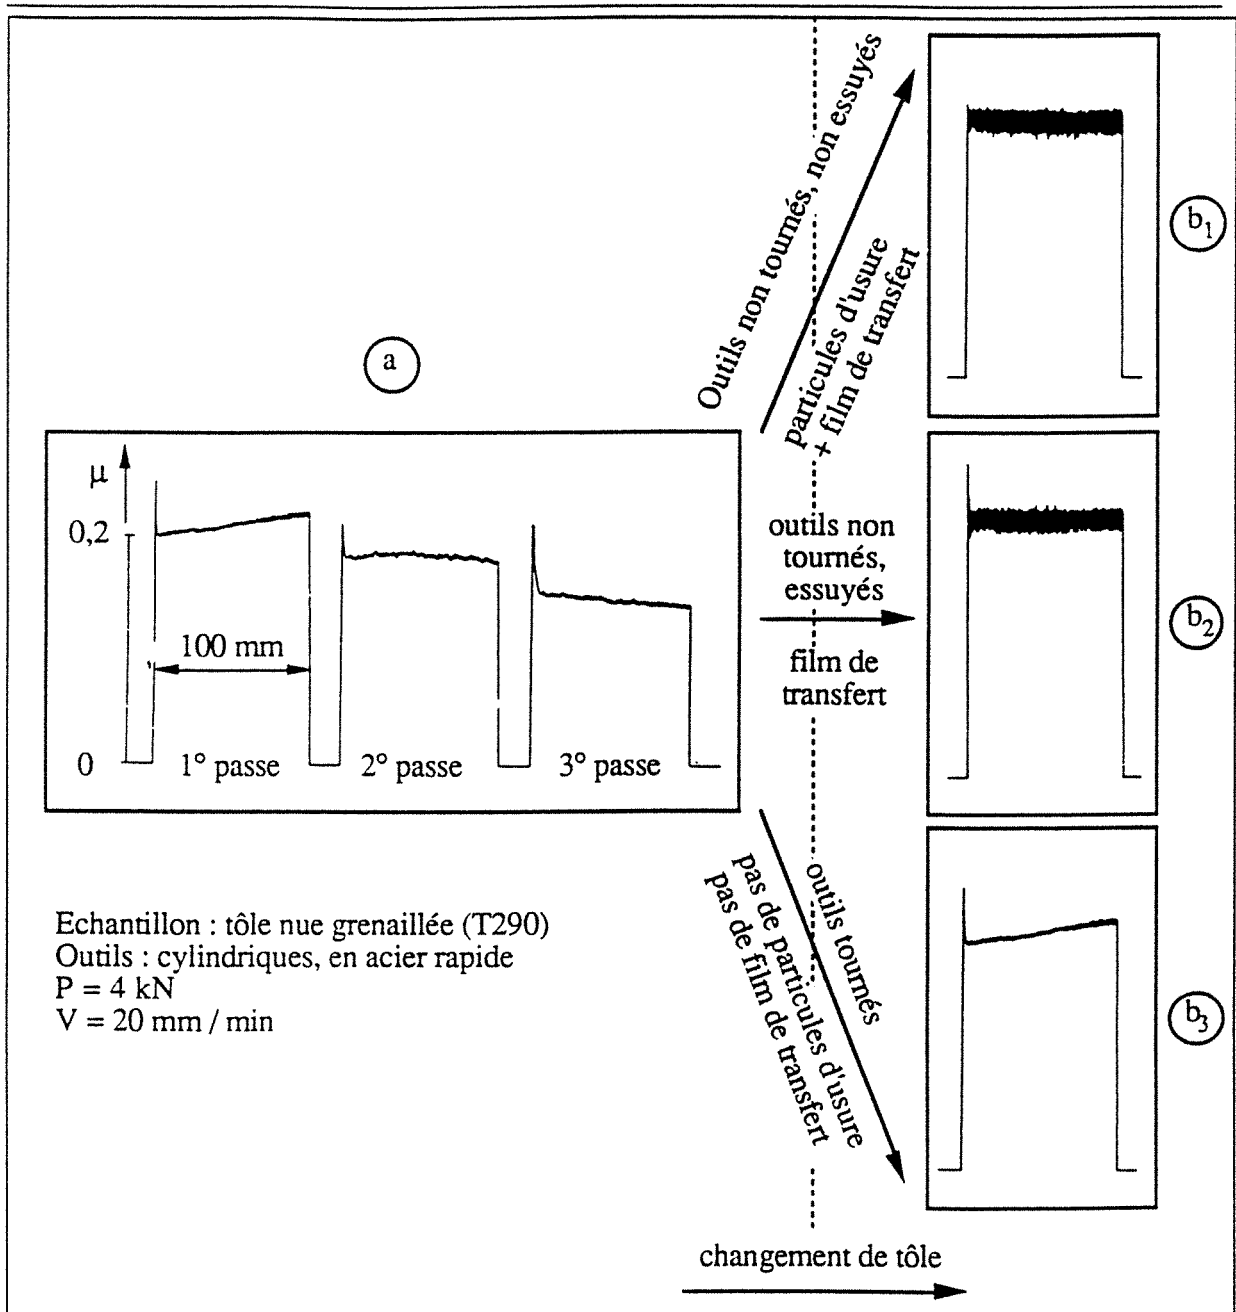 a
μ
0,2
100 mm
0
1° passe
2° passe
3° passe
Outils non tournés, non essuyés
particules d'usure
+ film de transfert
b1
outils non
tournés,
essuyés
film de
transfert
b2
outils tournés
pas de particules d'usure
pas de film de transfert
b3
Echantillon : tôle nue grenaillée (T290)
Outils : cylindriques, en acier rapide
P = 4 kN
V = 20 mm / min
changement de tôle